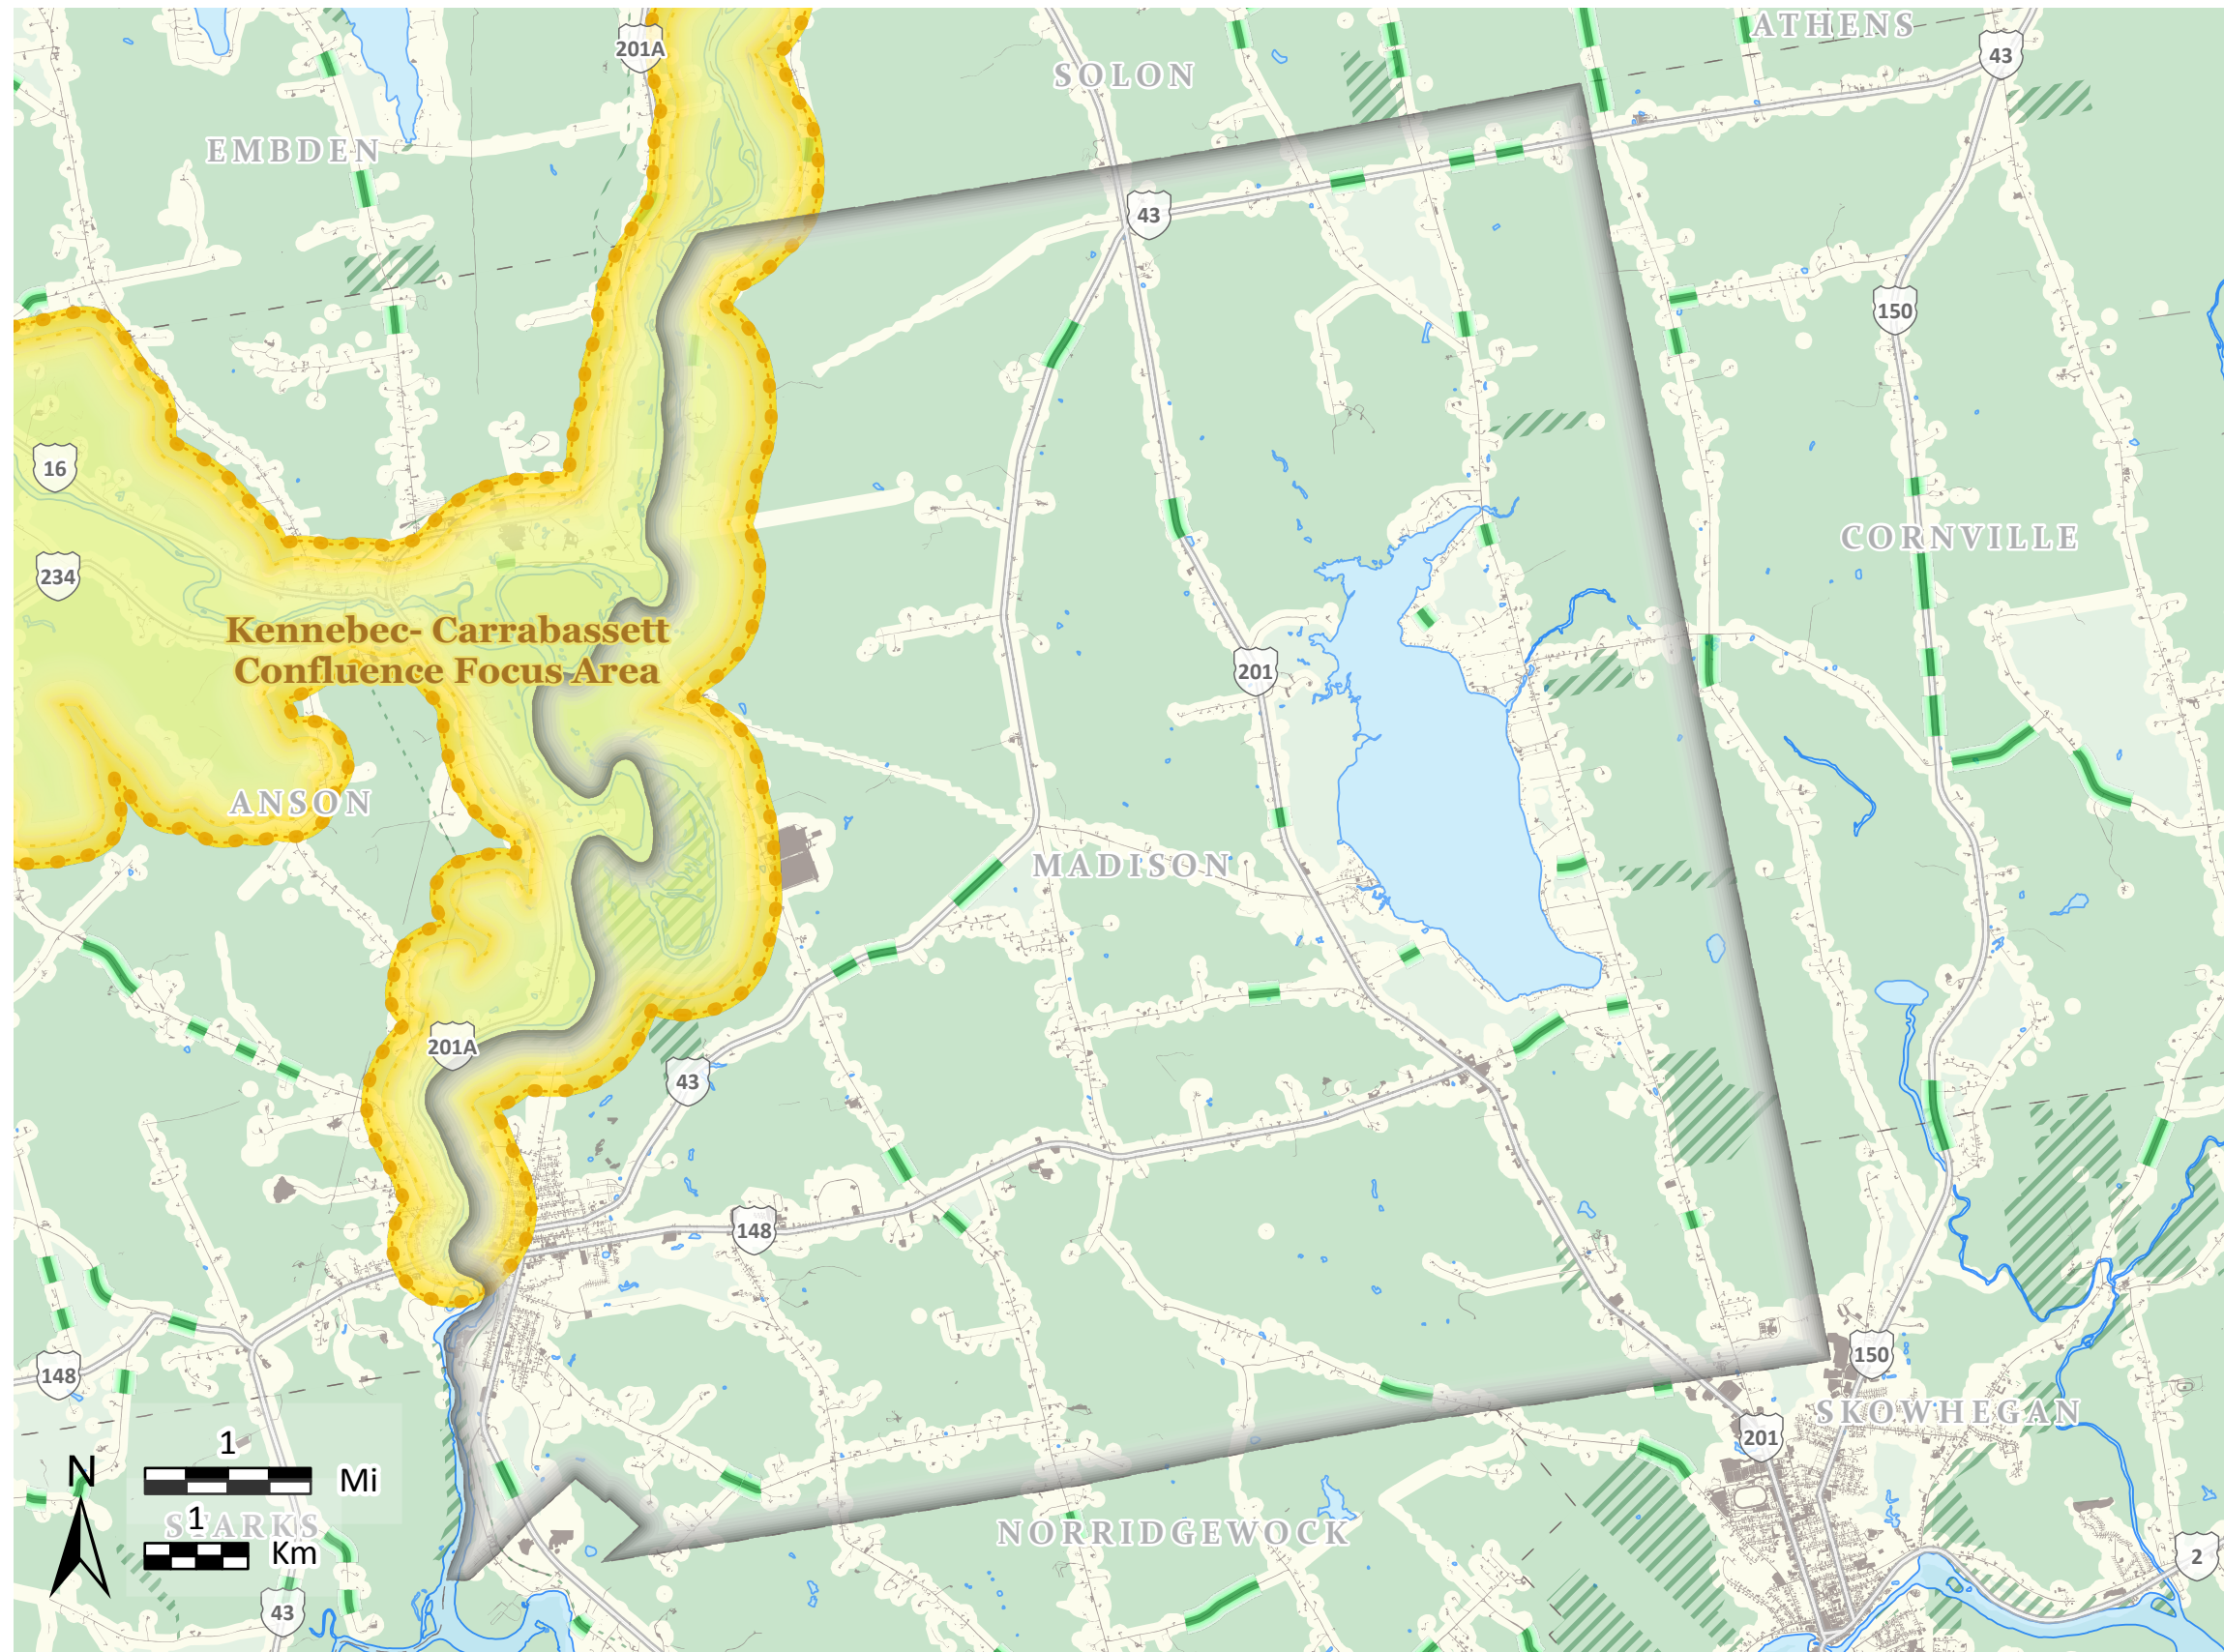 ATHENS
201A
43
SOLON
EMBDEN
43
150
16
CORNVILLE
234
Kennebec- Carrabassett
Confluence Focus Area
201
ANSON
MADISON
201A
43
148
150
148
SKOWHEGAN
201
1
Mi
N
STARKS
1
Km
NORRIDGEWOCK
2
43